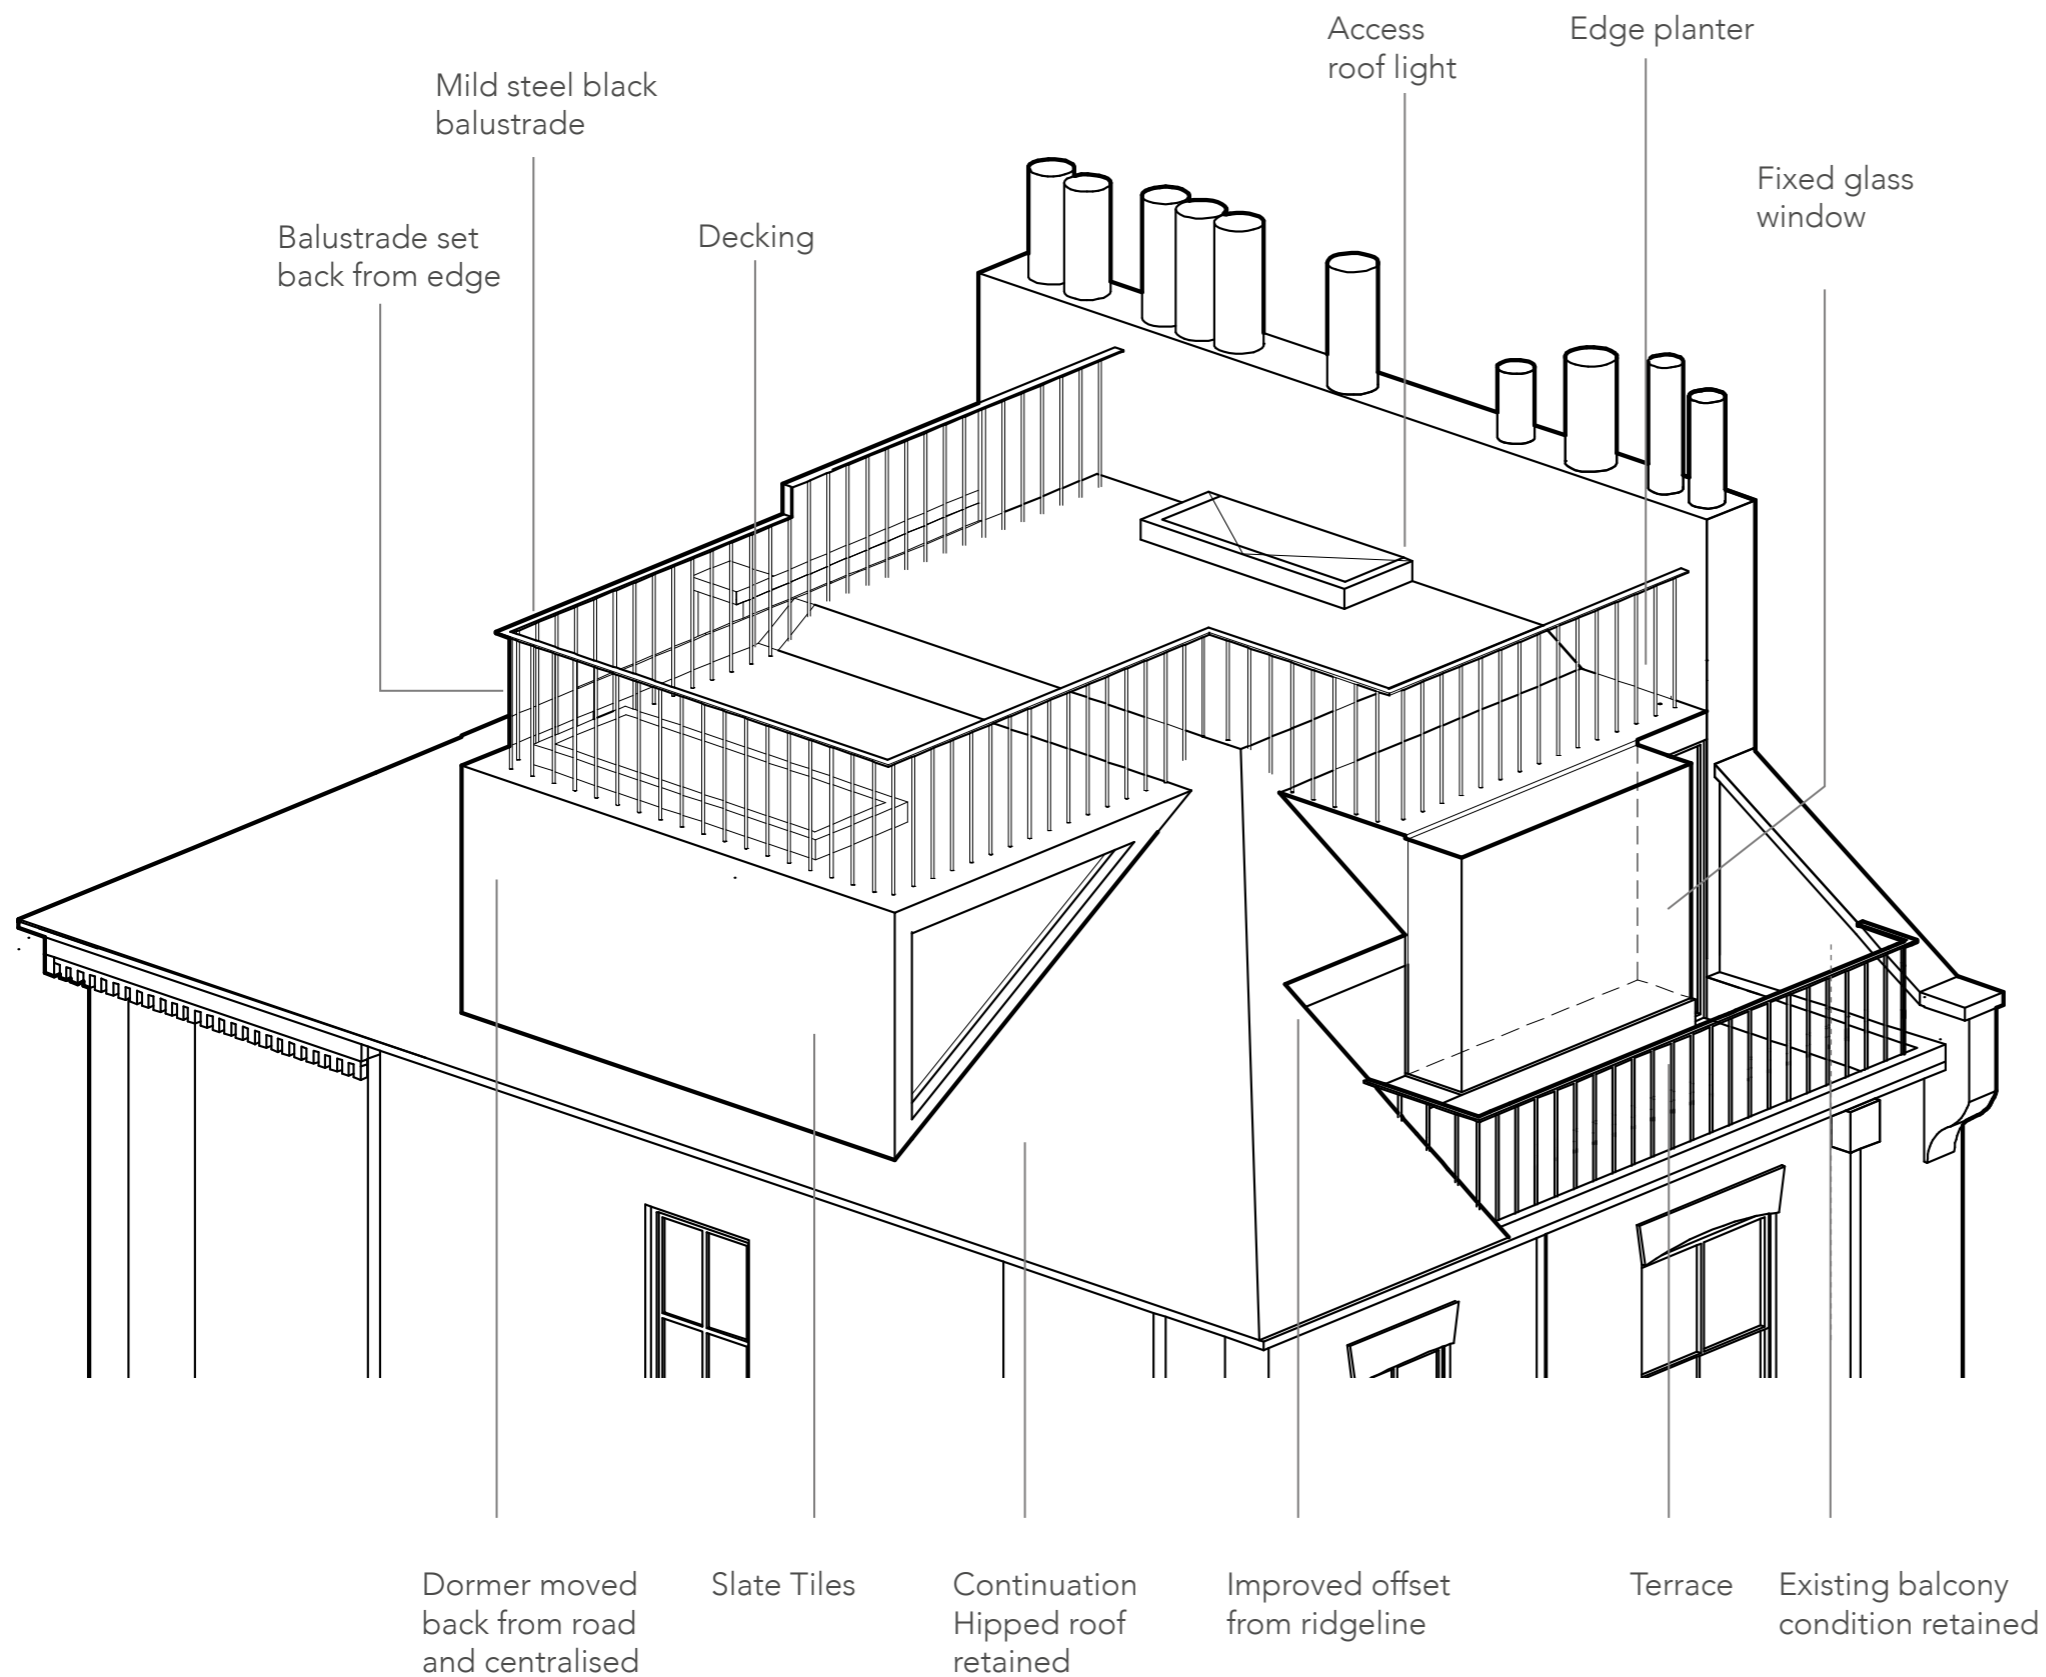 Access
roof light
Edge planter
Mild steel black
balustrade
Fixed glass
window
Balustrade set
back from edge
Decking
Dormer moved
back from road
and centralised
Slate Tiles
Continuation
Hipped roof
retained
Improved offset
from ridgeline
Terrace
Existing balcony
condition retained